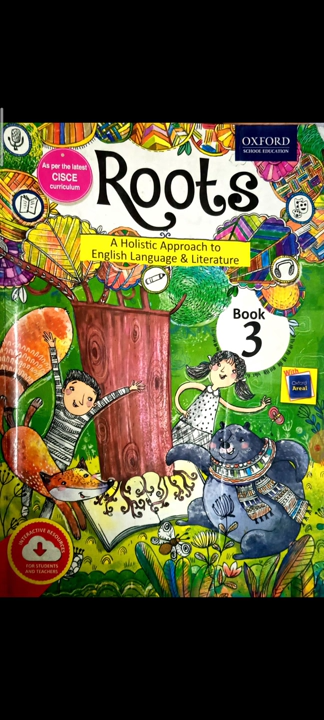 OXFORD
SCHOOL EDUCATION
As per the latest
CISCE
curriculum
Roots
A Holistic Approach to
English Language & Literature
Book
3
With
Oxford
Areal
INTERACTIVE RESOURCES
FOR STUDENTS
AND TEACHERS